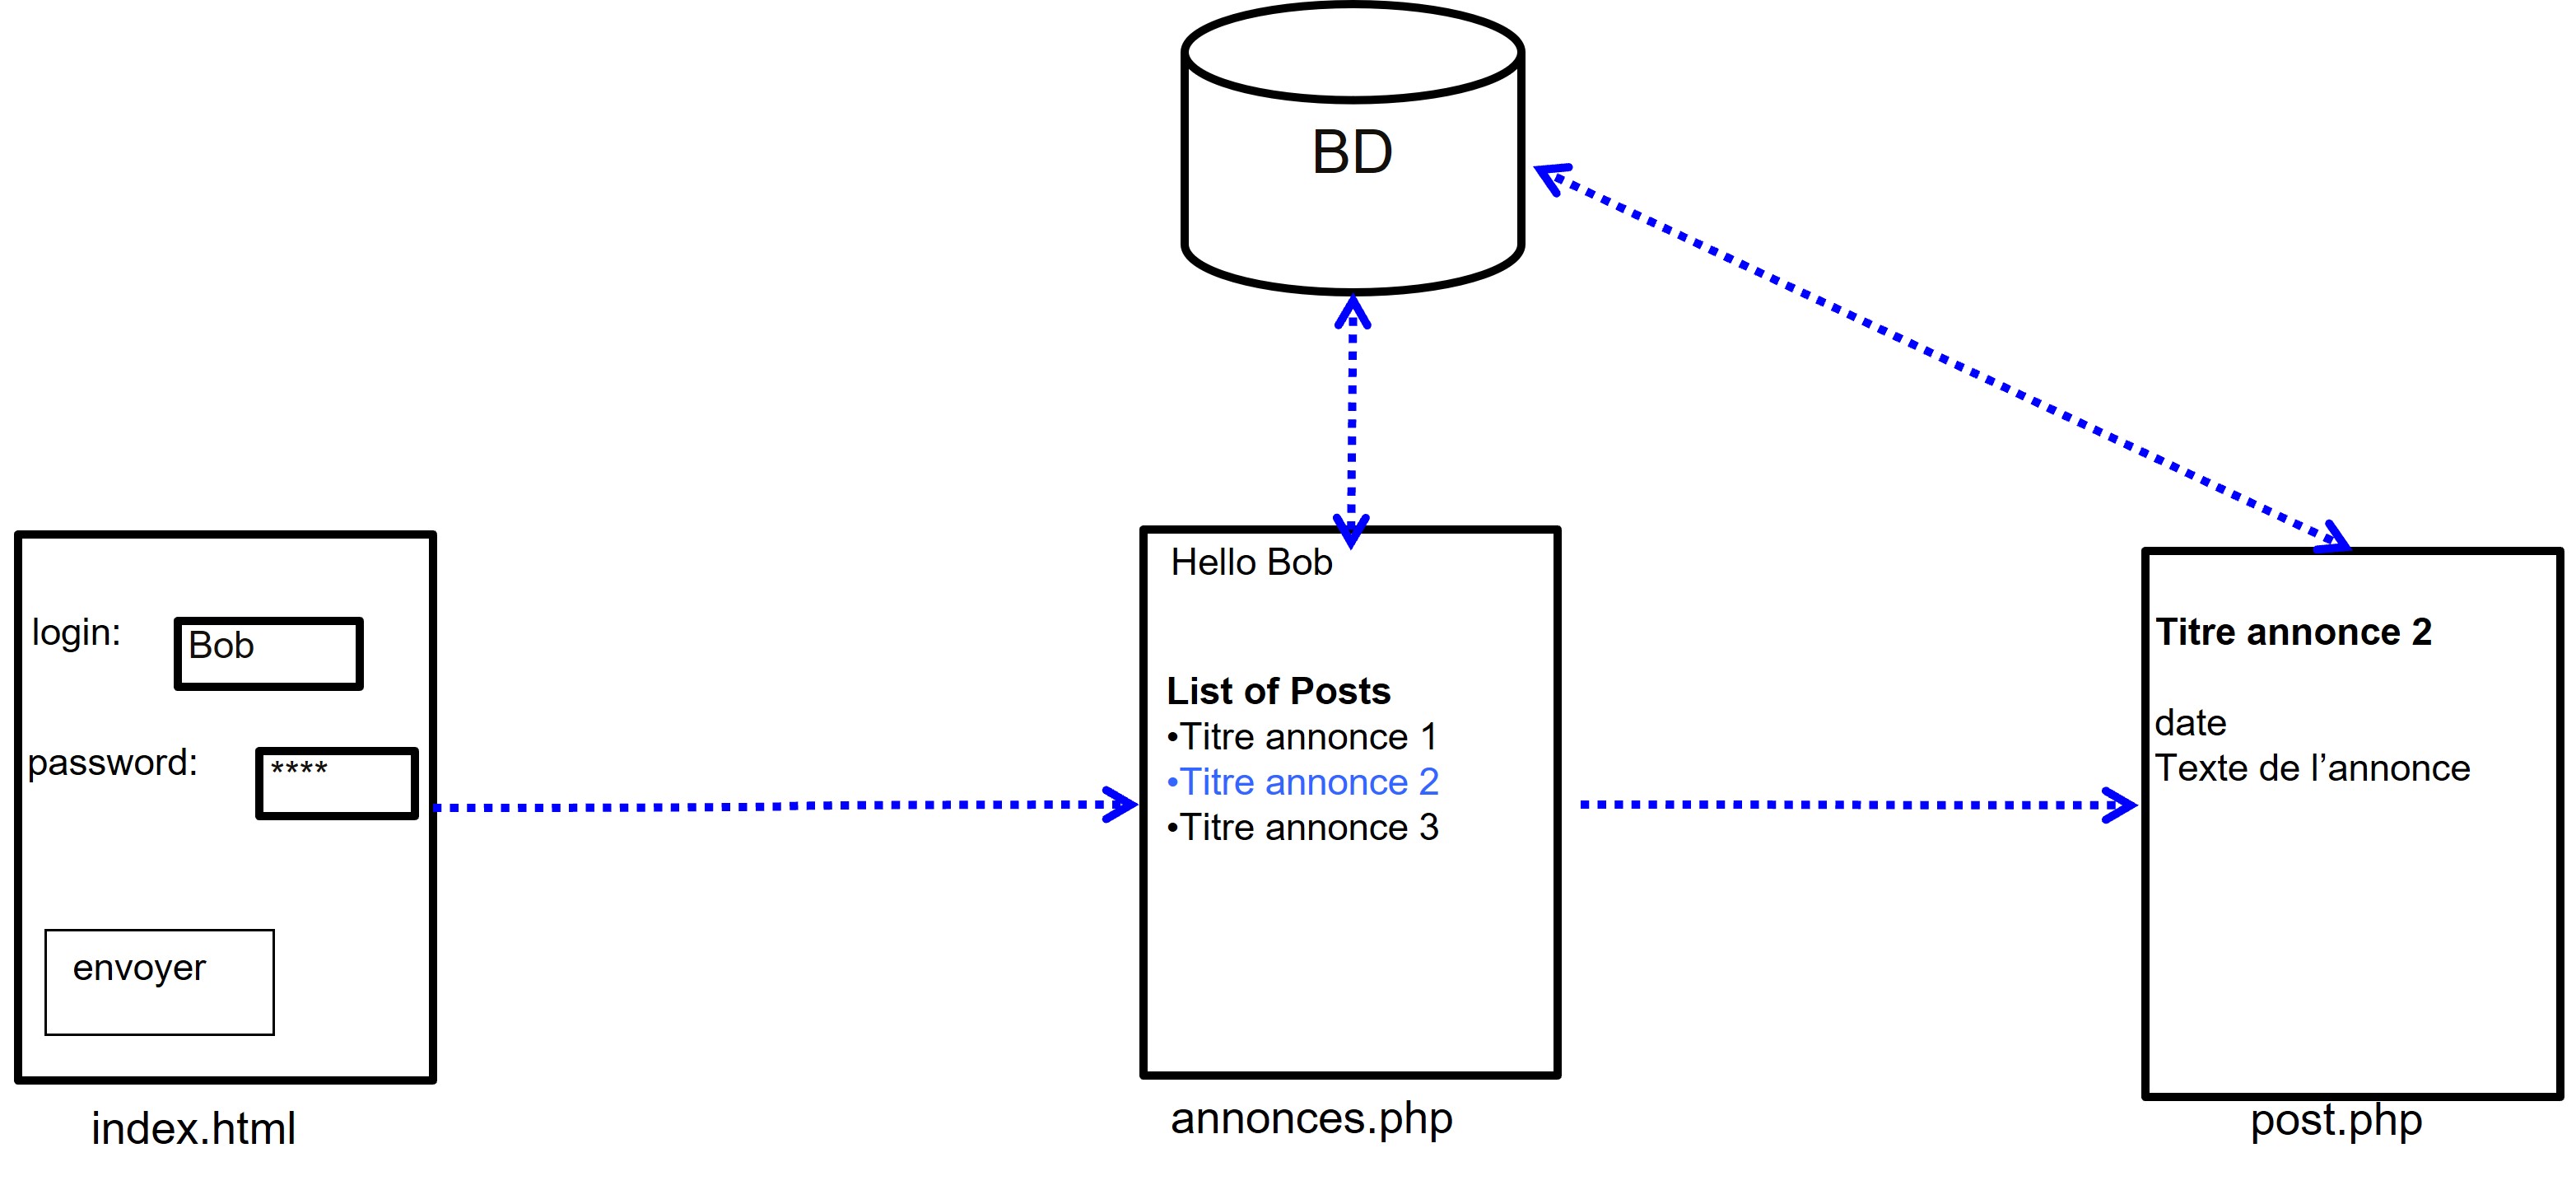 BD
login:
Bob
password:
****
envoyer
index.html
Hello Bob
List of Posts
•Titre annonce 1
•Titre annonce 2
•Titre annonce 3
annonces.php
Titre annonce 2
date
Texte de l’annonce
post.php